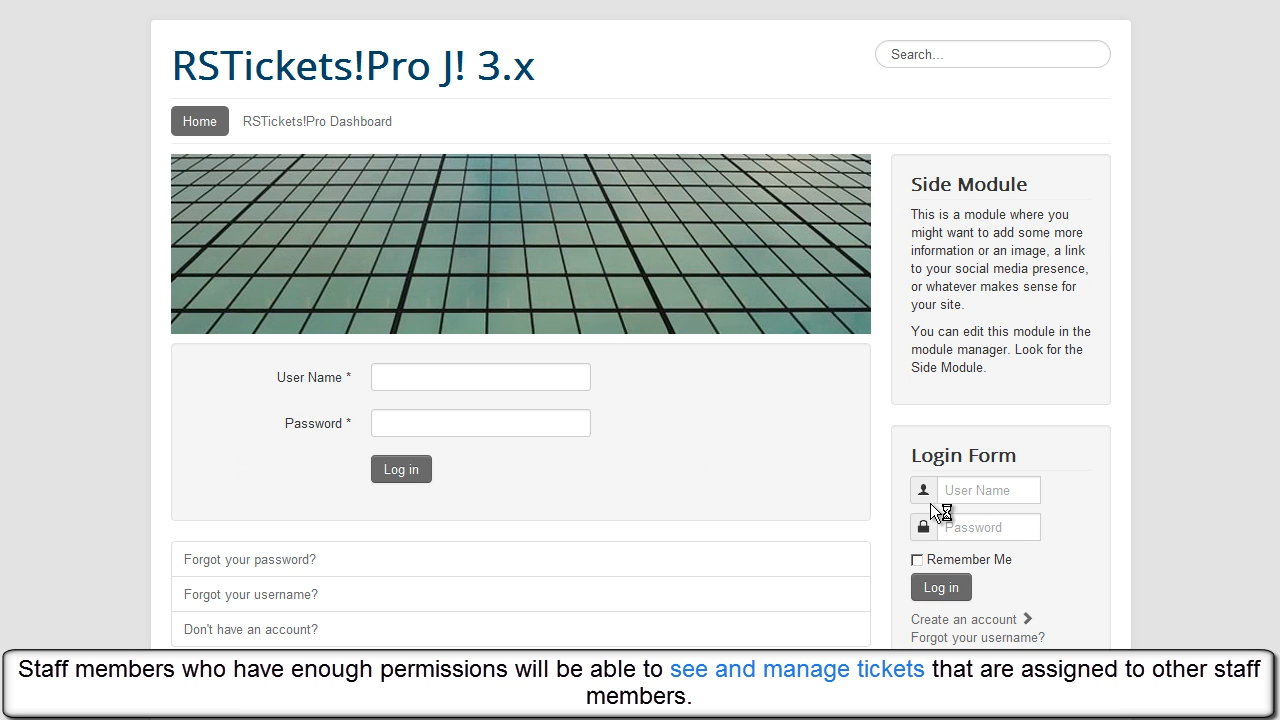 RSTickets!Pro J! 3.x
Search...
Home
RSTickets!Pro Dashboard
User Name *
Password *
Log in
Forgot your password?
Forgot your username?
Don't have an account?
Side Module
This is a module where you
might want to add some more
information or an image, a link
to your social media presence,
or whatever makes sense for
your site.
You can edit this module in the
module manager. Look for the
Side Module.
Login Form
User Name
Password
Remember Me
Log in
Create an account
Forgot your username?
Staff members who have enough permissions will be able to see and manage tickets that are assigned to other staff
members.